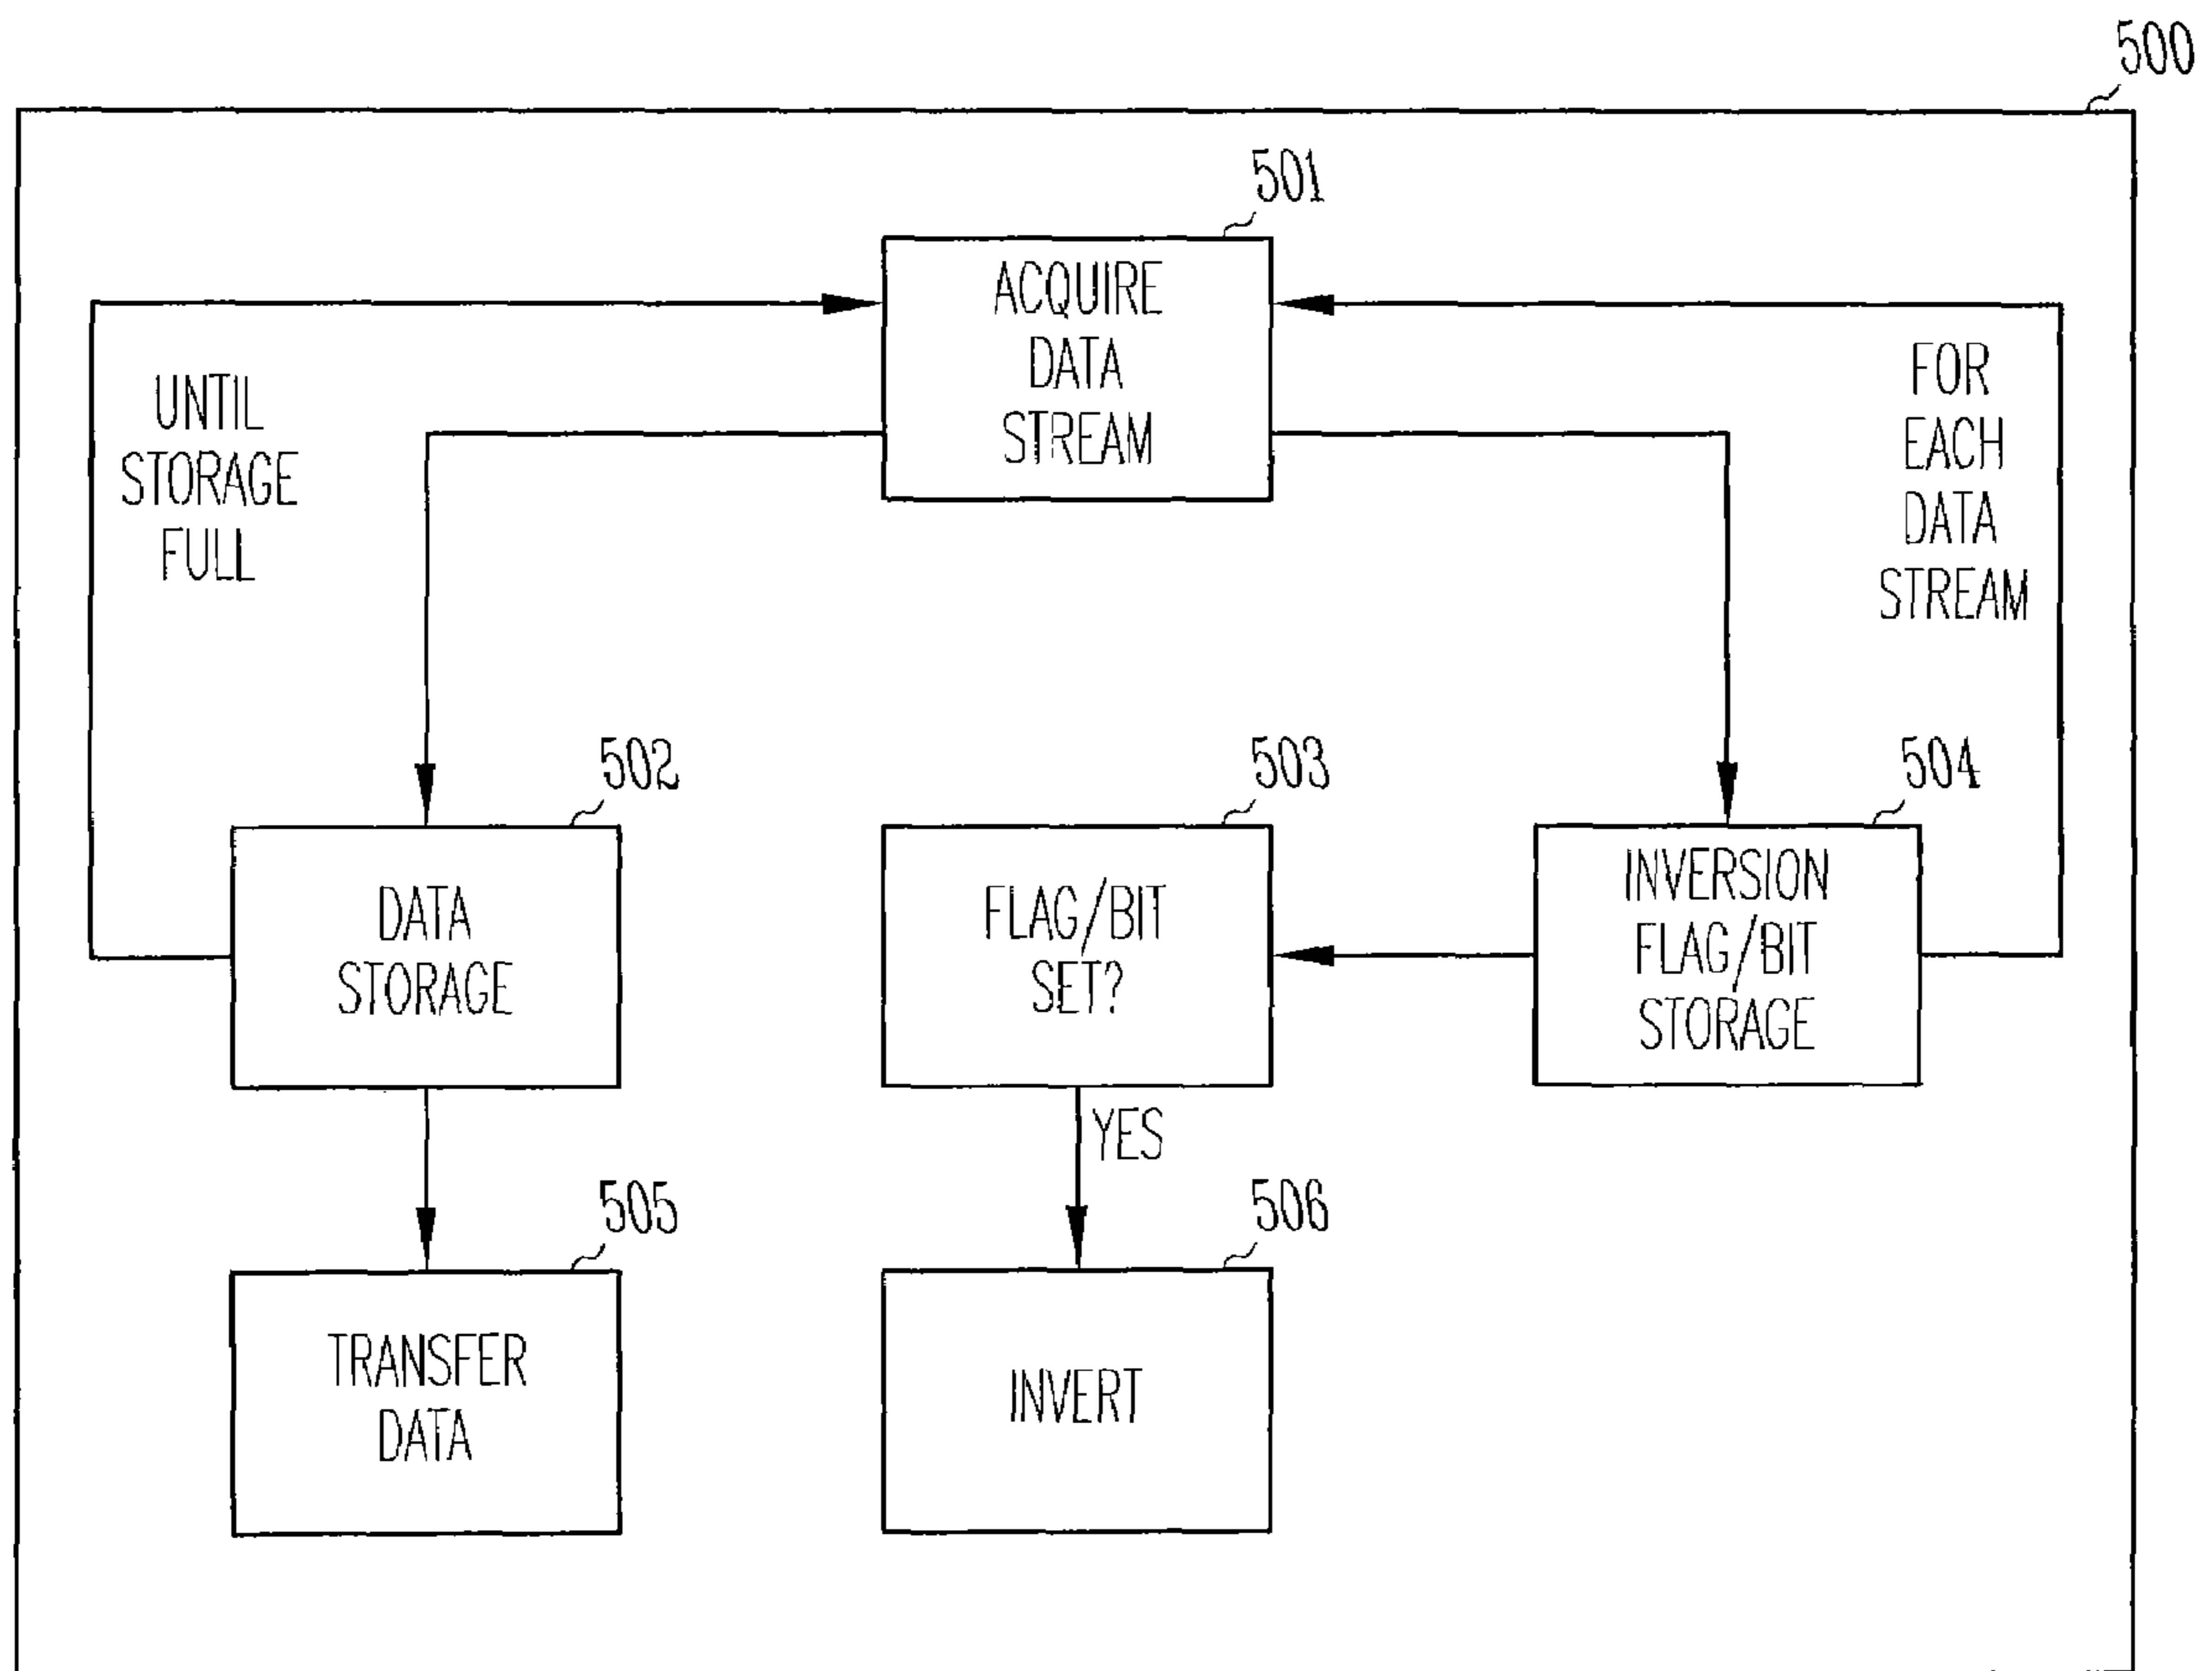 500
501
ACQUIRE
DATA
STREAM
UNTIL
STORAGE
FULL
FOR
EACH
DATA
STREAM
502
DATA
STORAGE
503
FLAG/BIT
SET?
504
INVERSION
FLAG/BIT
STORAGE
YES
505
TRANSFER
DATA
506
INVERT